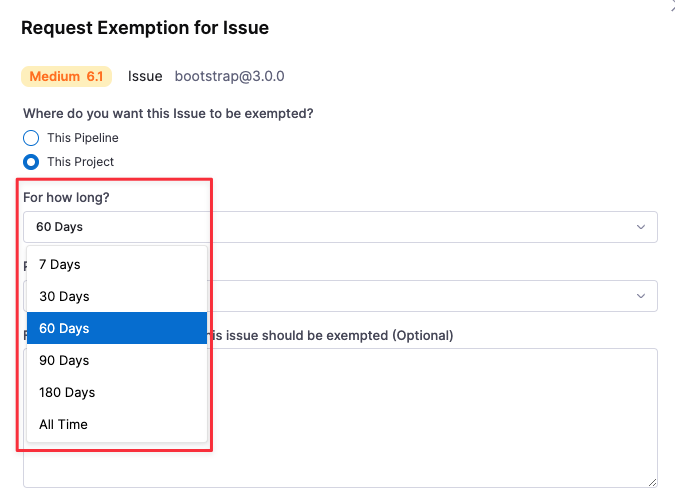 Request Exemption for Issue
Medium 6.1 Issue bootstrap@3.0.0
Where do you want this Issue to be exempted?
This Pipeline
This Project
For how long?
60 Days
7 Days
30 Days
60 Days
is issue should be exempted (Optional)
90 Days
180 Days
All Time